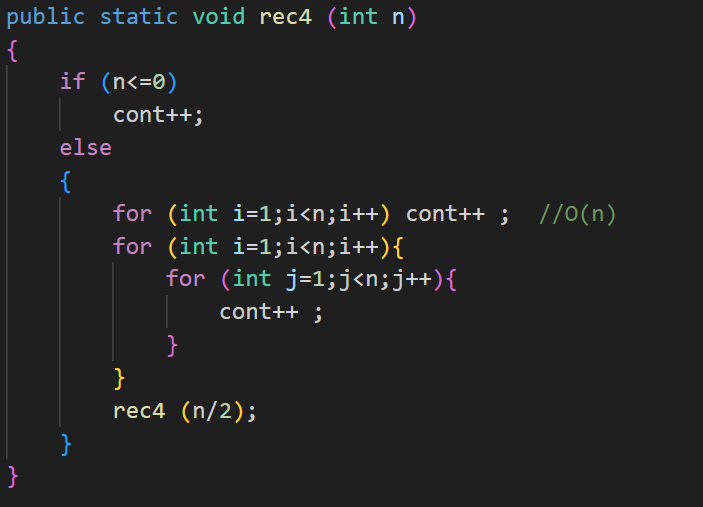 public static void rec4 (int n)
{
    if (n<=0)
        cont++;
    else
    {
        for (int i=1;i<n;i++) cont++ ;  //O(n)
        for (int i=1;i<n;i++){
            for (int j=1;j<n;j++){
                cont++ ;
            }
        }
        rec4 (n/2);
    }
}